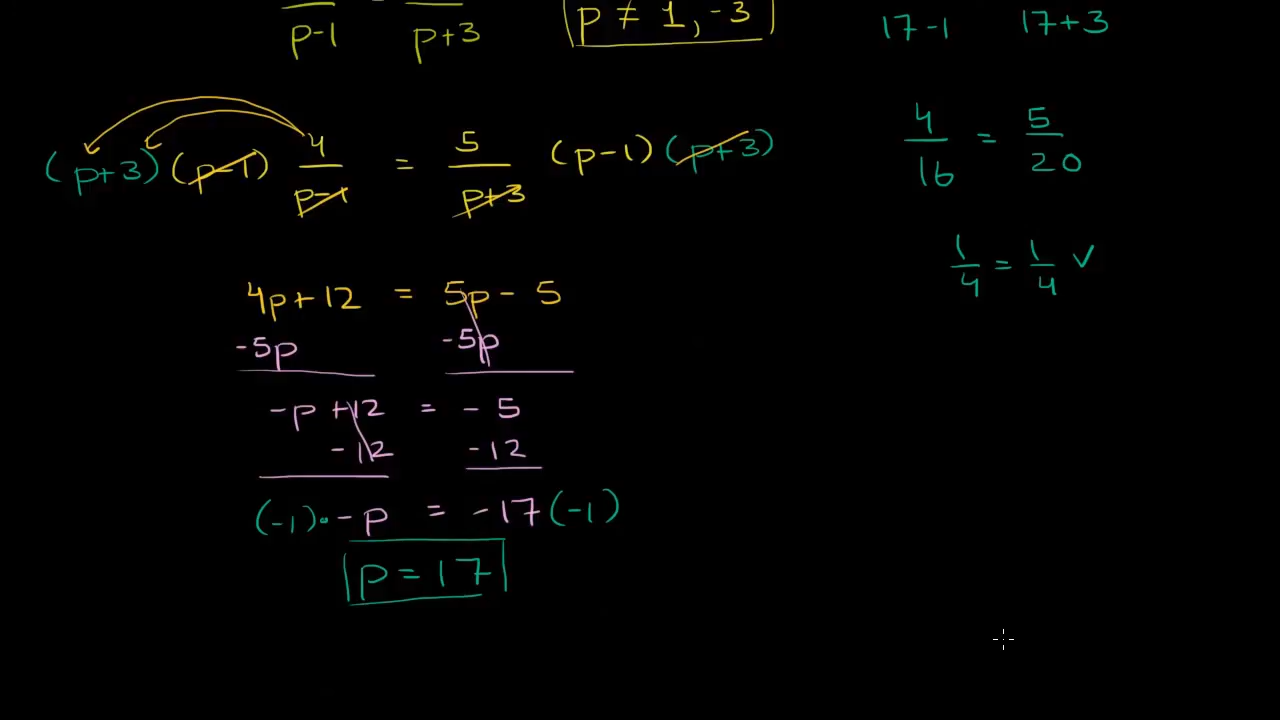 p-1 p+3 p ≠ 1, -3 17-1 17+3
(p+3) (p-1) 4/p-1 = 5/p+3 (p-1) (p+3)
4/16 = 5/20
1/4 = 1/4 ✓
4p+12 = 5p - 5
-5p -5p
-p +12 = - 5
-12 -12
(-1)· -p = -17 (-1)
p = 17